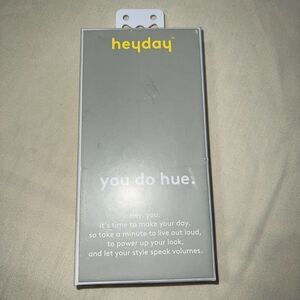 heyday™
you do hue.
Hey, you.
it's time to make your day.
so take a minute to live out loud,
to power up your look,
and let your style speak volumes.